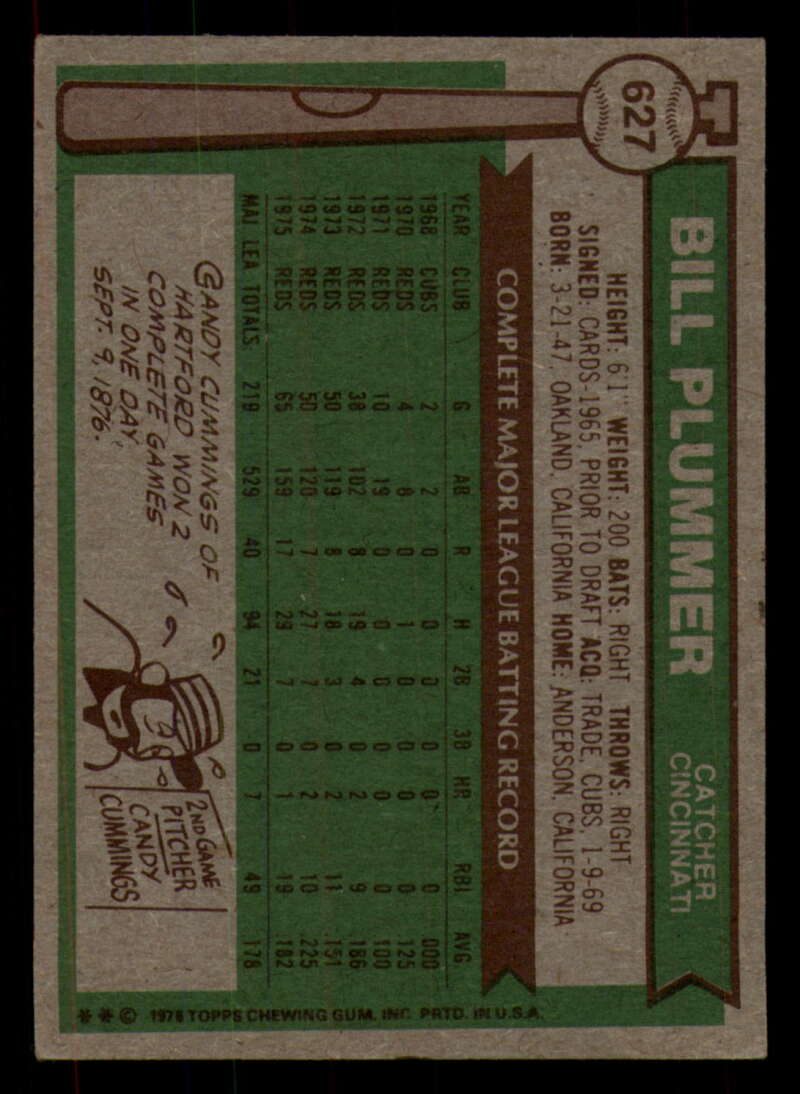 627
BILL PLUMMER
CATCHER
CINCINNATI
HEIGHT: 6'1" WEIGHT: 200 BATS: RIGHT THROWS: RIGHT
SIGNED: CARDS-1965, PRIOR TO DRAFT ACQ: TRADE, CUBS, 1-9-69
BORN: 3-21-47, OAKLAND, CALIFORNIA HOME: ANDERSON, CALIFORNIA
COMPLETE MAJOR LEAGUE BATTING RECORD
YEAR CLUB G AB R H 2B 3B HR RBI AVG.
1968 CUBS 2 2 0 0 0 0 0 0 .000
1970 REDS 4 8 0 1 0 0 0 0 .125
1971 REDS 10 19 0 0 0 0 0 0 .000
1972 REDS 38 102 8 19 4 0 2 9 .186
1973 REDS 50 119 8 18 3 0 2 11 .151
1974 REDS 50 120 7 27 7 0 2 10 .225
1975 REDS 65 159 17 29 7 0 1 19 .182
MAJ. LEA. TOTALS: 219 529 40 94 21 0 7 49 .178
CANDY CUMMINGS OF
HARTFORD WON 2
COMPLETE GAMES
IN ONE DAY,
SEPT. 9, 1876.
2ND GAME
PITCHER
CANDY
CUMMINGS
** © 1976 TOPPS CHEWING GUM, INC. PRTD. IN U.S.A.